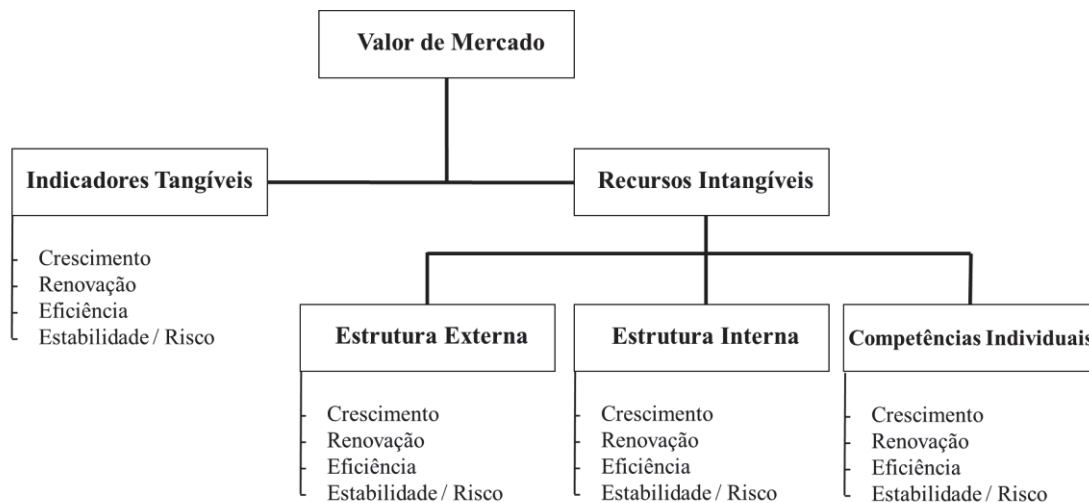 Valor de Mercado
Indicadores Tangíveis
Recursos Intangíveis
Crescimento
Renovação
Eficiência
Estabilidade / Risco
Estrutura Externa
Estrutura Interna
Competências Individuais
Crescimento
Renovação
Eficiência
Estabilidade / Risco
Crescimento
Renovação
Eficiência
Estabilidade / Risco
Crescimento
Renovação
Eficiência
Estabilidade / Risco